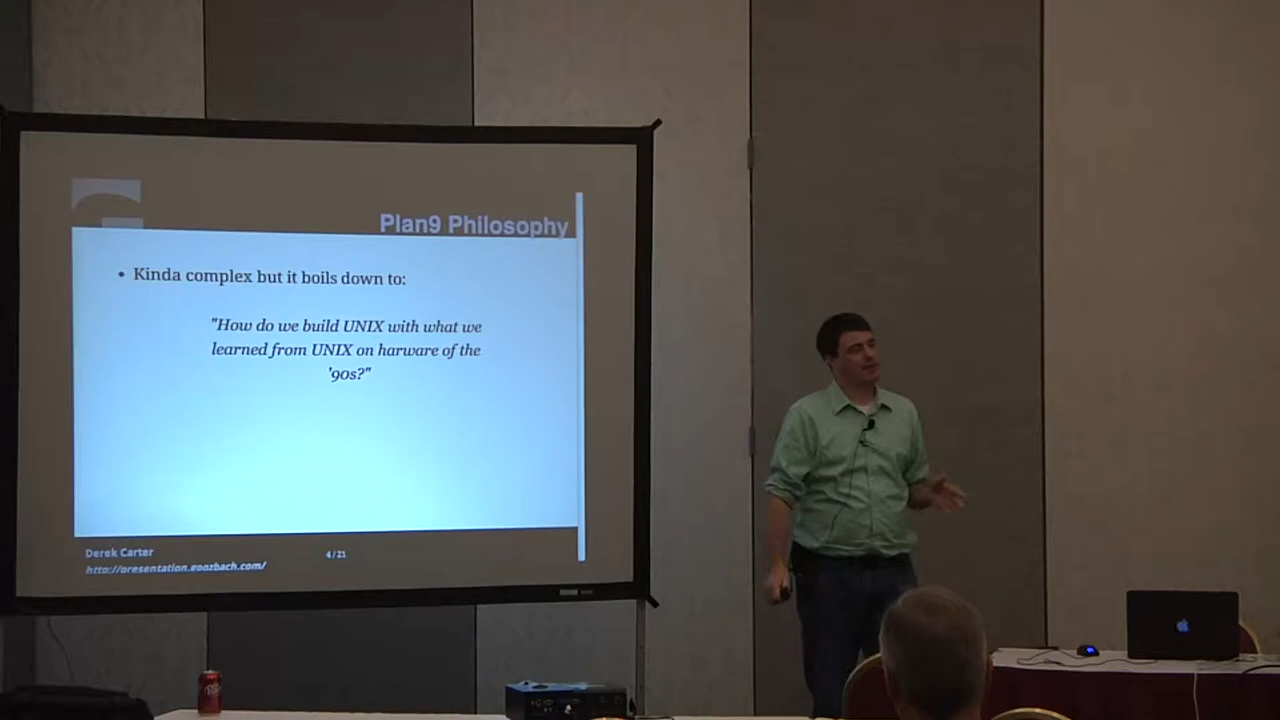 Plan9 Philosophy
• Kinda complex but it boils down to:
"How do we build UNIX with what we
learned from UNIX on harware of the
'90s?"
Derek Carter
4 / 21
http://presentation.goozbach.com/